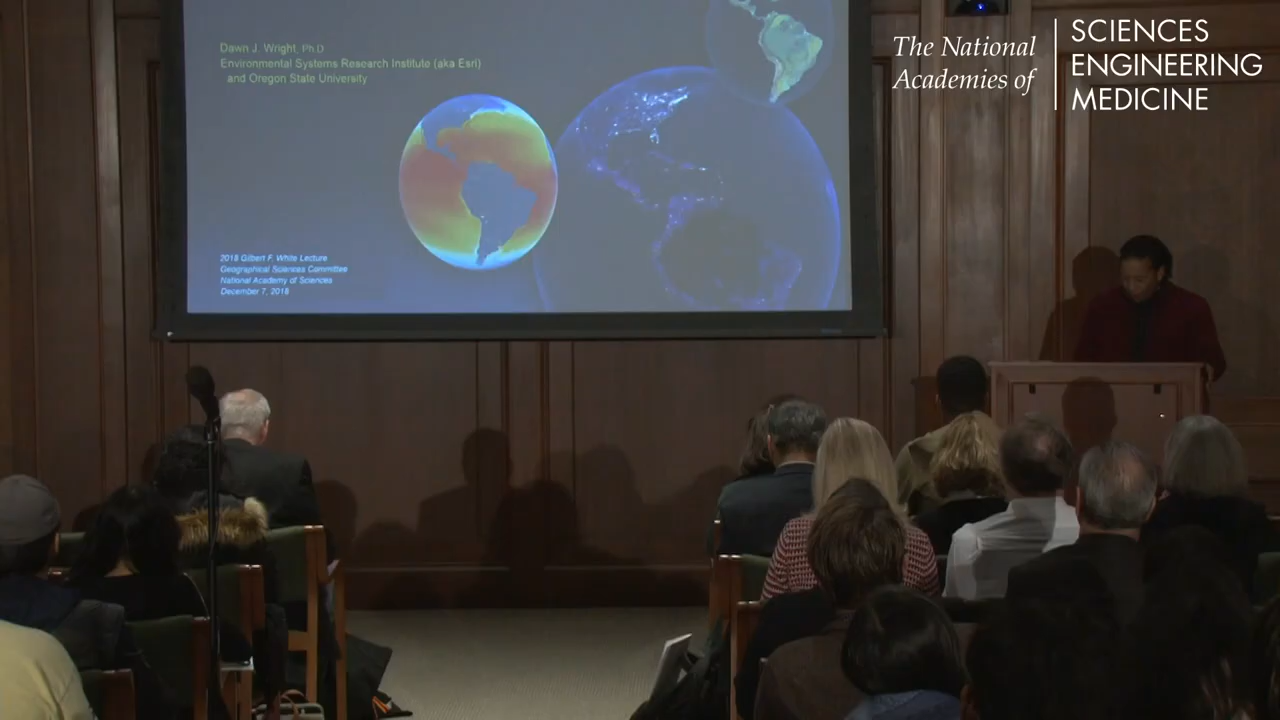 Dawn J. Wright, Ph.D
Environmental Systems Research Institute (aka Esri)
and Oregon State University
2018 Gilbert F. White Lecture
Geographical Sciences Committee
National Academy of Sciences
December 7, 2018
The National
Academies of
SCIENCES
ENGINEERING
MEDICINE